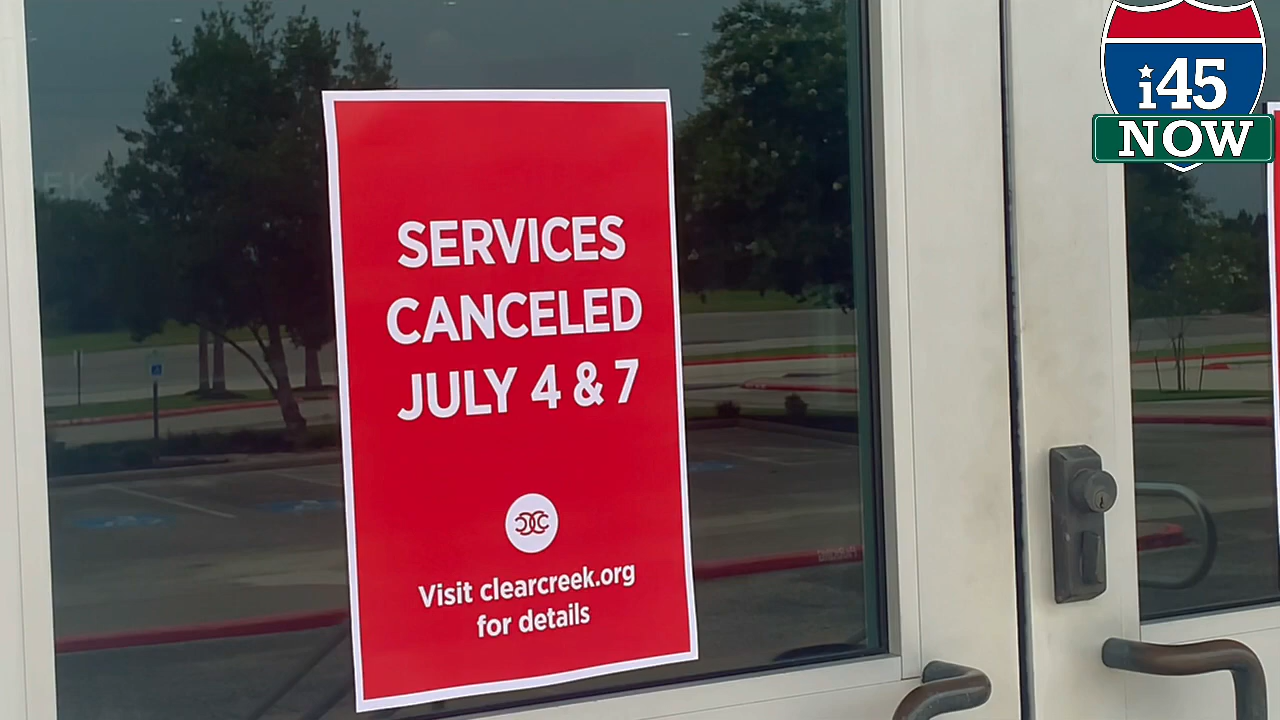 i45
NOW
SERVICES
CANCELED
JULY 4 & 7
Visit clearcreek.org
for details